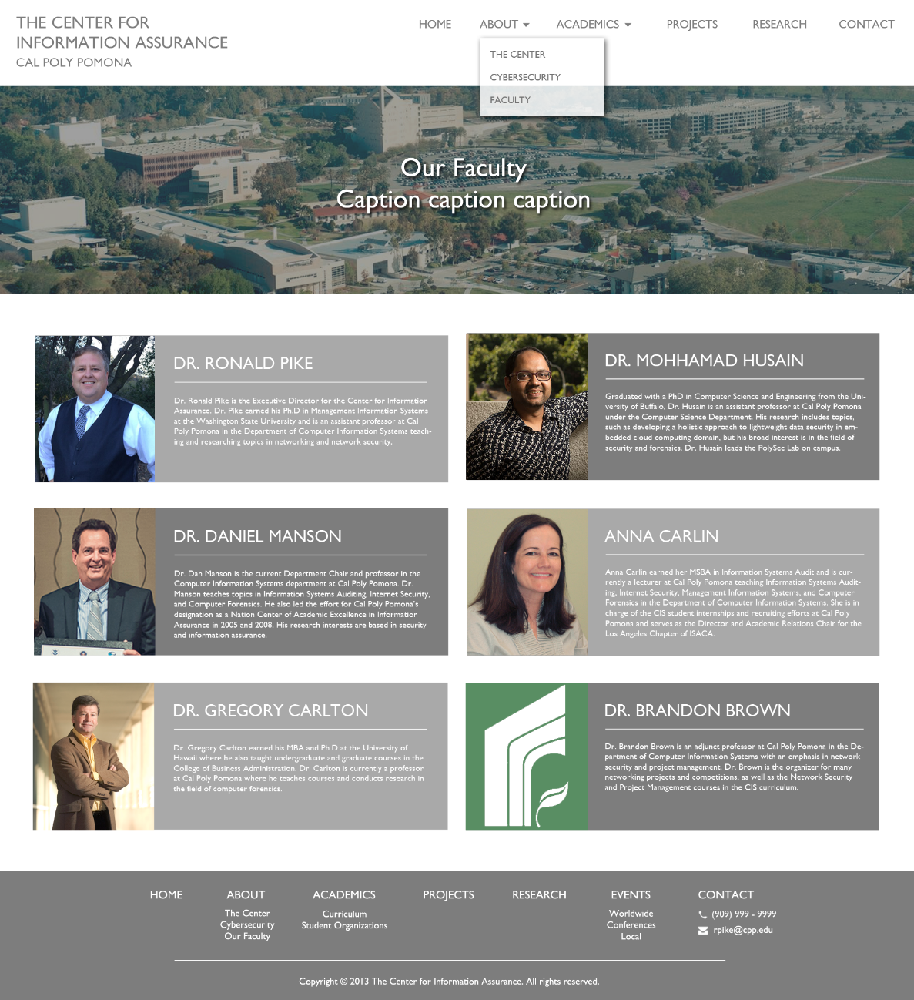 THE CENTER FOR
INFORMATION ASSURANCE
CAL POLY POMONA
HOME ABOUT ACADEMICS PROJECTS RESEARCH CONTACT
THE CENTER
CYBERSECURITY
FACULTY
Our Faculty
Caption caption caption
DR. RONALD PIKE
Dr. Ronald Pike is the Executive Director for the Center for Information
Assurance. Dr. Pike earned his Ph.D in Management Information Systems
at the Washington State University and is an assistant professor at Cal
Poly Pomona in the Department of Computer Information Systems teach-
ing and researching topics in networking and network security.
DR. MOHHAMAD HUSAIN
Graduated with a PhD in Computer Science and Engineering from the Uni-
versity of Buffalo, Dr. Husain is an assistant professor at Cal Poly Pomona
under the Computer Science Department. His research includes topics,
such as developing a holistic approach to lightweight data security in em-
bedded cloud computing domain, but his broad interest is in the field of
security and forensics. Dr. Husain leads the PolySec Lab on campus.
DR. DANIEL MANSON
Dr. Dan Manson is the current Department Chair and professor in the
Computer Information Systems department at Cal Poly Pomona. Dr.
Manson teaches topics in Information Systems Auditing, Internet Security,
and Computer Forensics. He also led the effort for Cal Poly Pomona's
designation as a Nation Center of Academic Excellence in Information
Assurance in 2005 and 2008. His research interests are based in security
and information assurance.
ANNA CARLIN
Anna Carlin earned her MSBA in Information Systems Audit and is cur-
rently a lecturer at Cal Poly Pomona teaching Information Systems Audit-
ing, Internet Security, Management Information Systems, and Computer
Forensics in the Department of Computer Information Systems. She is in
charge of the CIS student internships and recruiting efforts at Cal Poly
Pomona and serves as the Director and Academic Relations Chair for the
Los Angeles Chapter of ISACA.
DR. GREGORY CARLTON
Dr. Gregory Carlton earned his MBA and Ph.D at the University of
Hawaii where he also taught undergraduate and graduate courses in the
College of Business Administration. Dr. Carlton is currently a professor
at Cal Poly Pomona where he teaches courses and conducts research in
the field of computer forensics.
DR. BRANDON BROWN
Dr. Brandon Brown is an adjunct professor at Cal Poly Pomona in the De-
partment of Computer Information Systems with an emphasis in network
security and project management. Dr. Brown is the organizer for many
networking projects and competitions, as well as the Network Security
and Project Management courses in the CIS curriculum.
HOME ABOUT ACADEMICS PROJECTS RESEARCH EVENTS CONTACT
The Center Curriculum Worldwide (909) 999 - 9999
Cybersecurity Student Organizations Conferences rpike@cpp.edu
Our Faculty Local
Copyright © 2013 The Center for Information Assurance. All rights reserved.